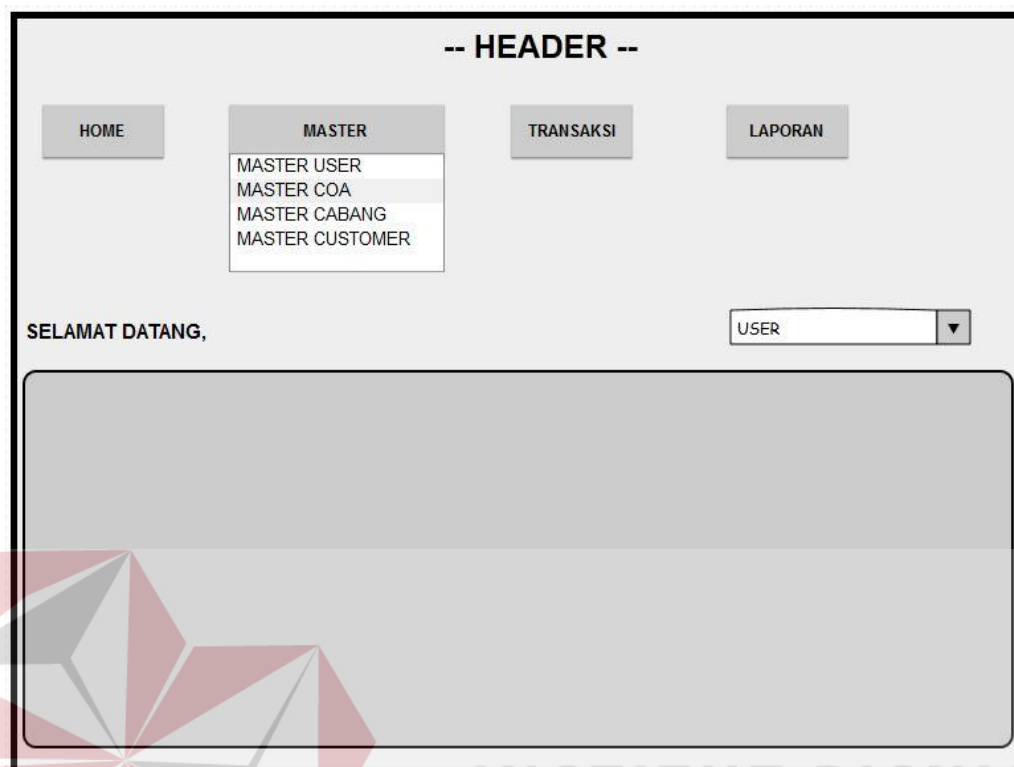 -- HEADER --
HOME MASTER TRANSAKSI LAPORAN
MASTER USER
MASTER COA
MASTER CABANG
MASTER CUSTOMER
SELAMAT DATANG,
USER